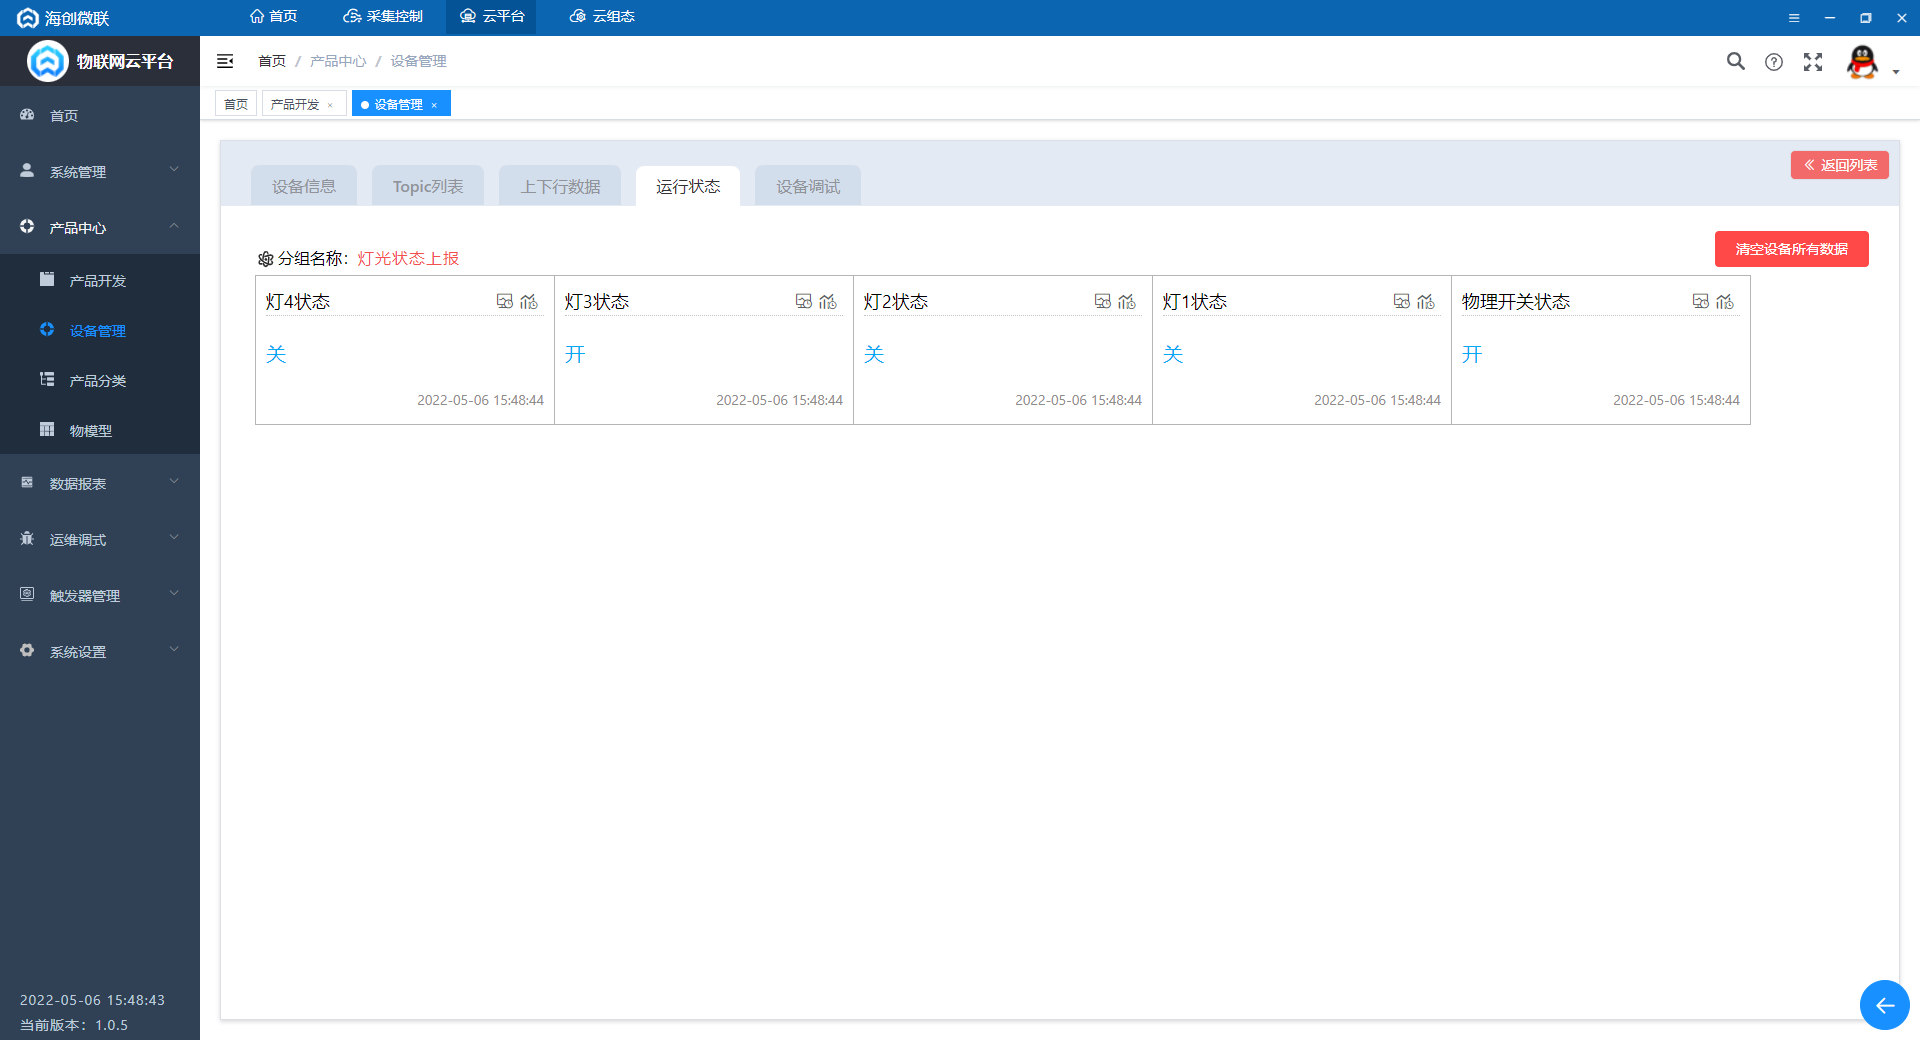 海创微联 首页 采集控制 云平台 云组态
物联网云平台
首页 / 产品中心 / 设备管理
首页 产品开发 × 设备管理 ×
首页
系统管理
产品中心
产品开发
设备管理
产品分类
物模型
数据报表
运维调式
触发器管理
系统设置
2022-05-06 15:48:43
当前版本：1.0.5
设备信息 Topic列表 上下行数据 运行状态 设备调试
返回列表
分组名称：灯光状态上报
清空设备所有数据
灯4状态
关
2022-05-06 15:48:44
灯3状态
开
2022-05-06 15:48:44
灯2状态
关
2022-05-06 15:48:44
灯1状态
关
2022-05-06 15:48:44
物理开关状态
开
2022-05-06 15:48:44